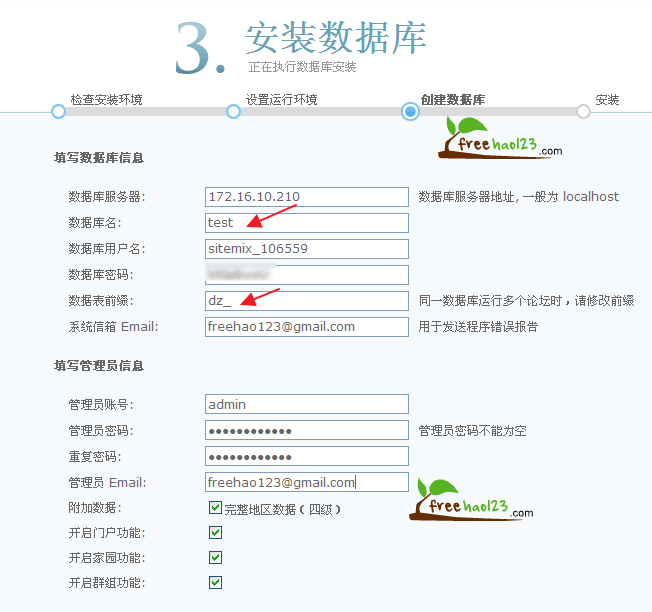 3. 安装数据库
正在执行数据库安装
检查安装环境 设置运行环境 创建数据库 安装
freehao123.com
填写数据库信息
数据库服务器: 172.16.10.210 数据库服务器地址, 一般为 localhost
数据库名: test
数据库用户名: sitemix_106559
数据库密码:
数据表前缀: dz_ 同一数据库运行多个论坛时，请修改前缀
系统信箱 Email: freehao123@gmail.com 用于发送程序错误报告
填写管理员信息
管理员账号: admin
管理员密码: ●●●●●●●●●●●● 管理员密码不能为空
重复密码: ●●●●●●●●●●●●
管理员 Email: freehao123@gmail.com
附加数据: 完整地区数据（四级）
freehao123.com
开启门户功能:
开启家园功能:
开启群组功能: